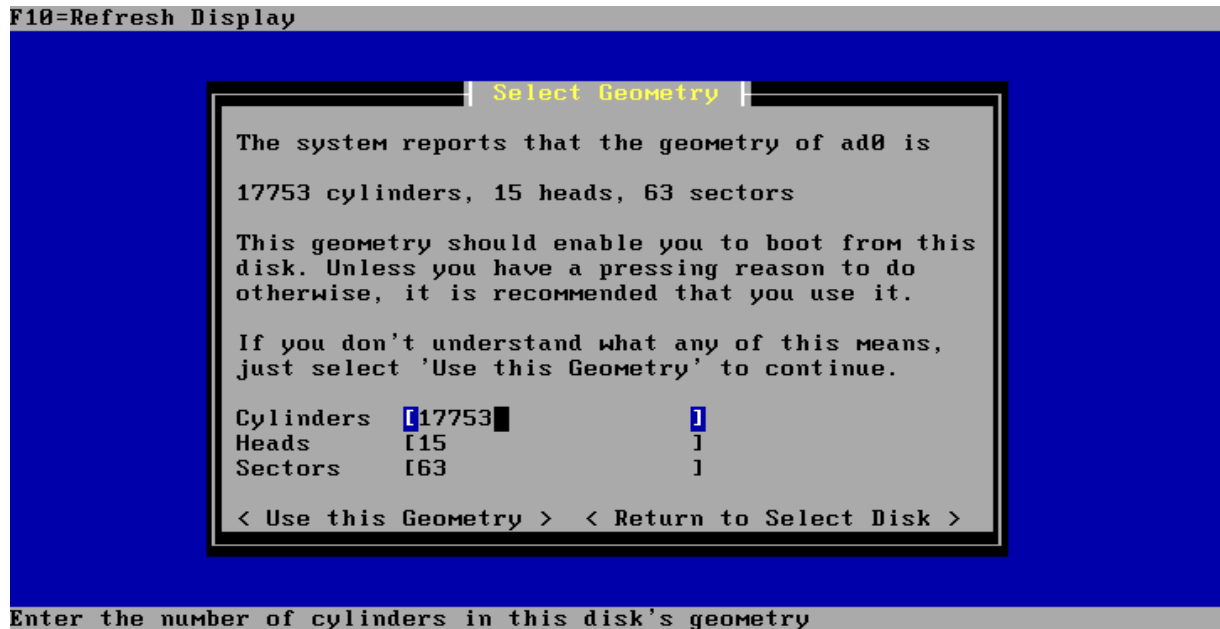 F10=Refresh Display
Select Geometry
The system reports that the geometry of ad0 is
17753 cylinders, 15 heads, 63 sectors
This geometry should enable you to boot from this
disk. Unless you have a pressing reason to do
otherwise, it is recommended that you use it.
If you don't understand what any of this means,
just select 'Use this Geometry' to continue.
Cylinders [17753 ]
Heads [15 ]
Sectors [63 ]
< Use this Geometry > < Return to Select Disk >
Enter the number of cylinders in this disk's geometry